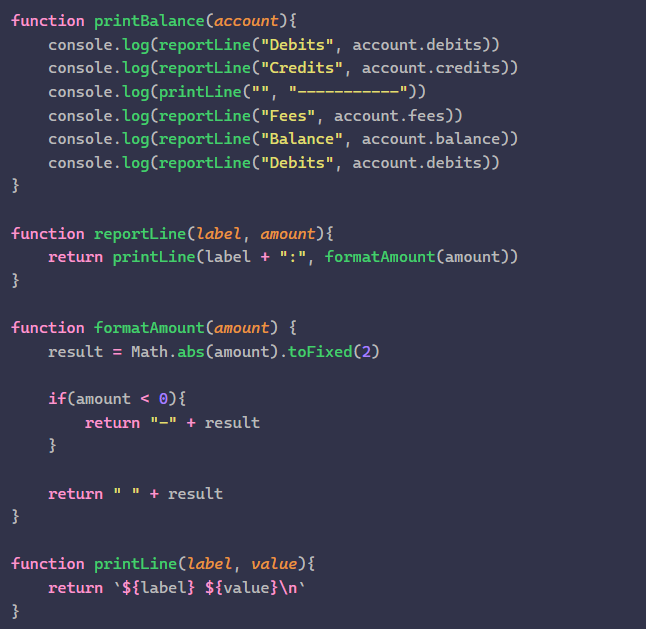 function printBalance(account){
    console.log(reportLine("Debits", account.debits))
    console.log(reportLine("Credits", account.credits))
    console.log(printLine("", "-----------"))
    console.log(reportLine("Fees", account.fees))
    console.log(reportLine("Balance", account.balance))
    console.log(reportLine("Debits", account.debits))
}

function reportLine(label, amount){
    return printLine(label + ":", formatAmount(amount))
}

function formatAmount(amount) {
    result = Math.abs(amount).toFixed(2)

    if(amount < 0){
        return "-" + result
    }

    return " " + result
}

function printLine(label, value){
    return `${label} ${value}\n`
}